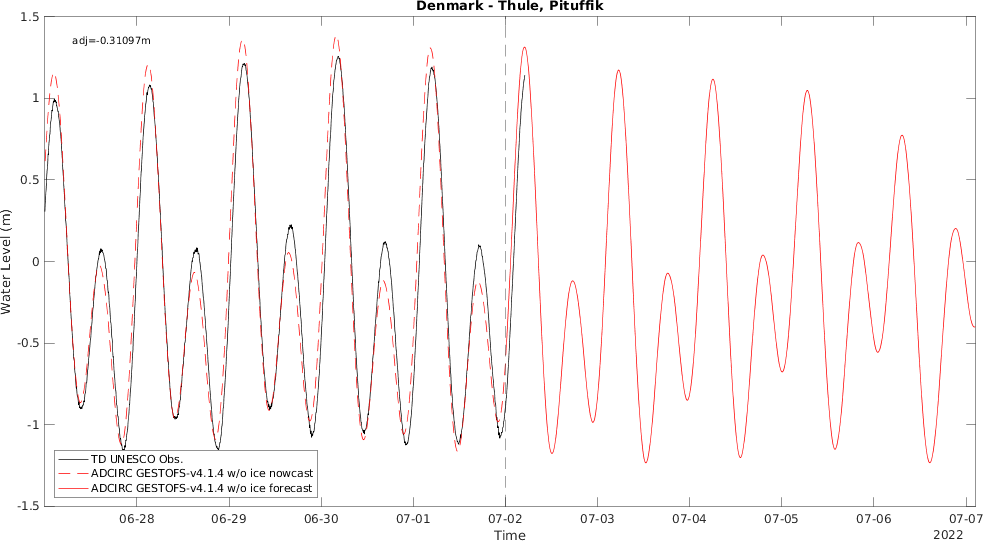 Denmark - Thule, Pituffik
adj=-0.31097m
1.5
1
0.5
0
-0.5
-1
-1.5
Water Level (m)
TD UNESCO Obs.
ADCIRC GESTOFS-v4.1.4 w/o ice nowcast
ADCIRC GESTOFS-v4.1.4 w/o ice forecast
06-28 06-29 06-30 07-01 07-02 07-03 07-04 07-05 07-06 07-07
Time
2022